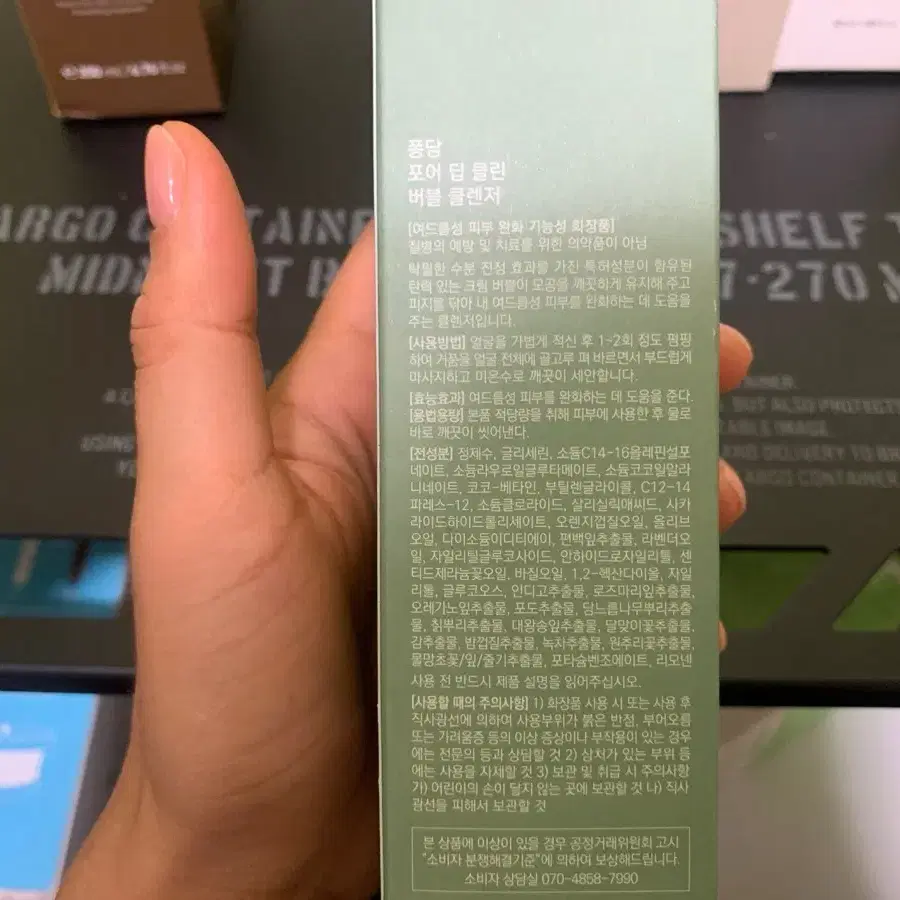 ARGO CONTAINE
MIDN
SHELF T
7·270 M
퐁당
포어 딥 클린
버블 클렌저
[여드름성 피부 완화 기능성 화장품]
질병의 예방 및 치료를 위한 의약품이 아님
탁월한 수분 진정 효과를 가진 특허성분이 함유된
탄력 있는 크림 버블이 모공을 깨끗하게 유지해 주고
피지를 닦아 내 여드름성 피부를 완화하는 데 도움을
주는 클렌저입니다.
[사용방법] 얼굴을 가볍게 적신 후 1~2회 정도 펌핑
하여 거품을 얼굴 전체에 골고루 펴 바르면서 부드럽게
마사지하고 미온수로 깨끗이 세안합니다.
[효능효과] 여드름성 피부를 완화하는 데 도움을 준다.
[용법용량] 본품 적당량을 취해 피부에 사용한 후 물로
바로 깨끗이 씻어낸다.
[전성분] 정제수, 글리세린, 소듐C14-16올레핀설포
네이트, 소듐라우로일글루타메이트, 소듐코코일알라
니네이트, 코코-베타인, 부틸렌글라이콜, C12-14
파레스-12, 소듐클로라이드, 살리실릭애씨드, 사카
라이드하이드롤리세이트, 오렌지껍질오일, 올리브
오일, 다이소듐이디티에이, 편백잎추출물, 라벤더오
일, 자일리틸글루코사이드, 안하이드로자일리톨, 센
티드제라늄꽃오일, 바질오일, 1,2-헥산다이올, 자일
리톨, 글루코오스, 인디고추출물, 로즈마리잎추출물,
오레가노잎추출물, 포도추출물, 당느릅나무뿌리추출
물, 칡뿌리추출물, 대왕송잎추출물, 달맞이꽃추출물,
감추출물, 밤껍질추출물, 녹차추출물, 원추리꽃추출물,
물망초꽃/잎/줄기추출물, 포타슘벤조에이트, 리모넨
사용 전 반드시 제품 설명을 읽어주십시오.
[사용할 때의 주의사항] 1) 화장품 사용 시 또는 사용 후
직사광선에 의하여 사용부위가 붉은 반점, 부어오름
또는 가려움증 등의 이상 증상이나 부작용이 있는 경우
에는 전문의 등과 상담할 것 2) 상처가 있는 부위 등
에는 사용을 자제할 것 3) 보관 및 취급 시 주의사항
가) 어린이의 손이 닿지 않는 곳에 보관할 것 나) 직사
광선을 피해서 보관할 것
본 상품에 이상이 있을 경우 공정거래위원회 고시
"소비자 분쟁해결기준"에 의하여 보상해드립니다.
소비자 상담실 070-4858-7990